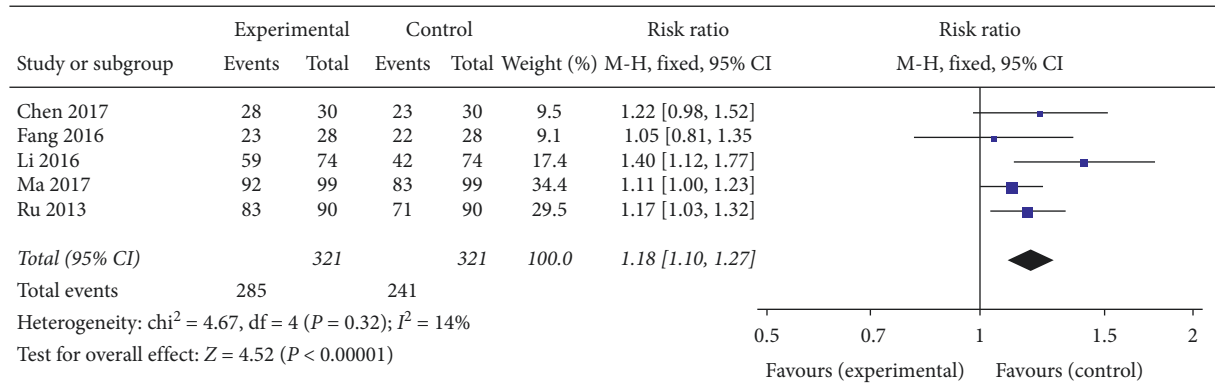 Experimental Control Risk ratio Risk ratio
Study or subgroup Events Total Events Total Weight (%) M-H, fixed, 95% CI M-H, fixed, 95% CI
Chen 2017 28 30 23 30 9.5 1.22 [0.98, 1.52]
Fang 2016 23 28 22 28 9.1 1.05 [0.81, 1.35
Li 2016 59 74 42 74 17.4 1.40 [1.12, 1.77]
Ma 2017 92 99 83 99 34.4 1.11 [1.00, 1.23]
Ru 2013 83 90 71 90 29.5 1.17 [1.03, 1.32]
Total (95% CI) 321 321 100.0 1.18 [1.10, 1.27]
Total events 285 241
Heterogeneity: chi² = 4.67, df = 4 (P = 0.32); I² = 14%
Test for overall effect: Z = 4.52 (P < 0.00001)
0.5 0.7 1 1.5 2
Favours (experimental) Favours (control)